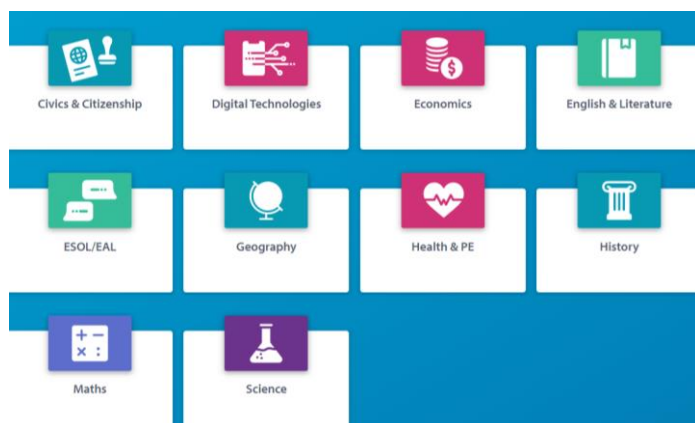 Civics & Citizenship
Digital Technologies
Economics
English & Literature
ESOL/EAL
Geography
Health & PE
History
Maths
Science